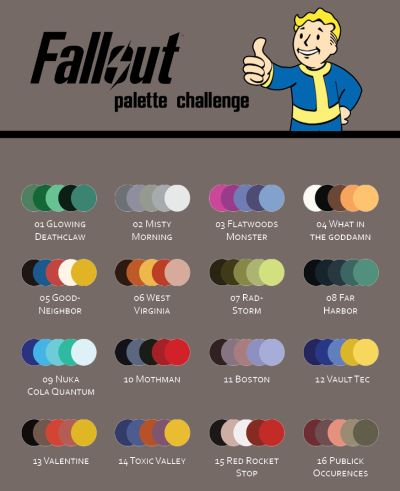 Fallout
palette challenge
01 Glowing
Deathclaw
02 Misty
Morning
03 Flatwoods
Monster
04 What in
the goddamn
05 Good-
Neighbor
06 West
Virginia
07 Rad-
Storm
08 Far
Harbor
09 Nuka
Cola Quantum
10 Mothman
11 Boston
12 Vault Tec
13 Valentine
14 Toxic Valley
15 Red Rocket
Stop
16 Publick
Occurences